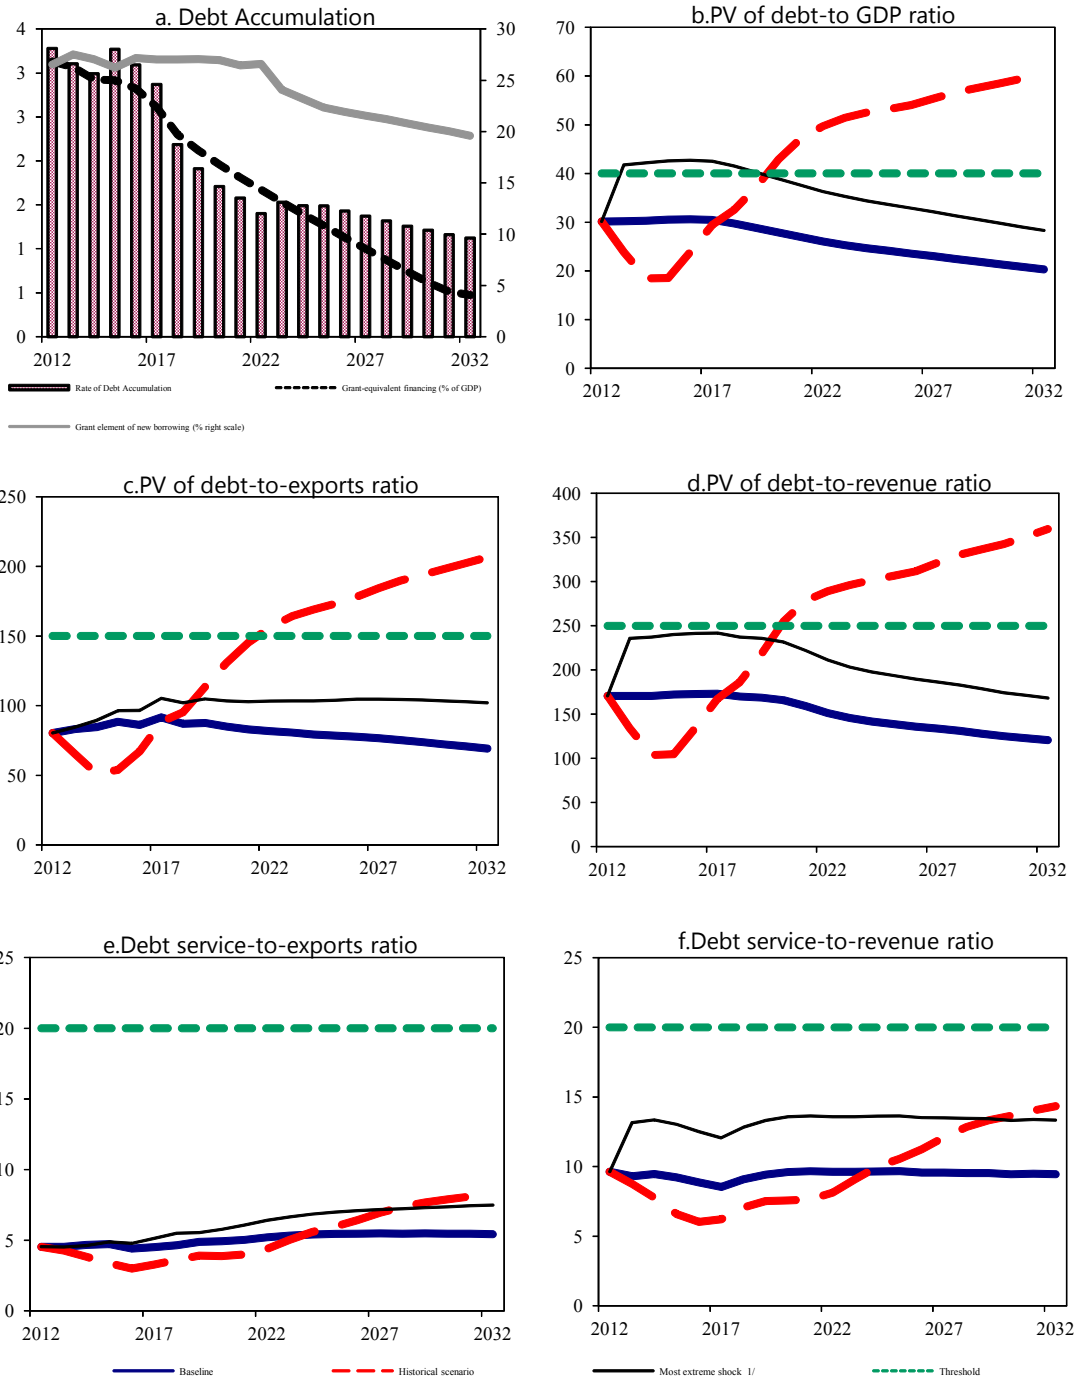 a. Debt Accumulation
4
3
3
2
2
1
1
0
30
25
20
15
10
5
0
2012 2017 2022 2027 2032
Rate of Debt Accumulation
Grant-equivalent financing (% of GDP)
Grant element of new borrowing (% right scale)
b.PV of debt-to GDP ratio
70
60
50
40
30
20
10
0
2012 2017 2022 2027 2032
c.PV of debt-to-exports ratio
250
200
150
100
50
0
2012 2017 2022 2027 2032
d.PV of debt-to-revenue ratio
400
350
300
250
200
150
100
50
0
2012 2017 2022 2027 2032
e.Debt service-to-exports ratio
25
20
15
10
5
0
2012 2017 2022 2027 2032
f.Debt service-to-revenue ratio
25
20
15
10
5
0
2012 2017 2022 2027 2032
Baseline
Historical scenario
Most extreme shock 1/
Threshold